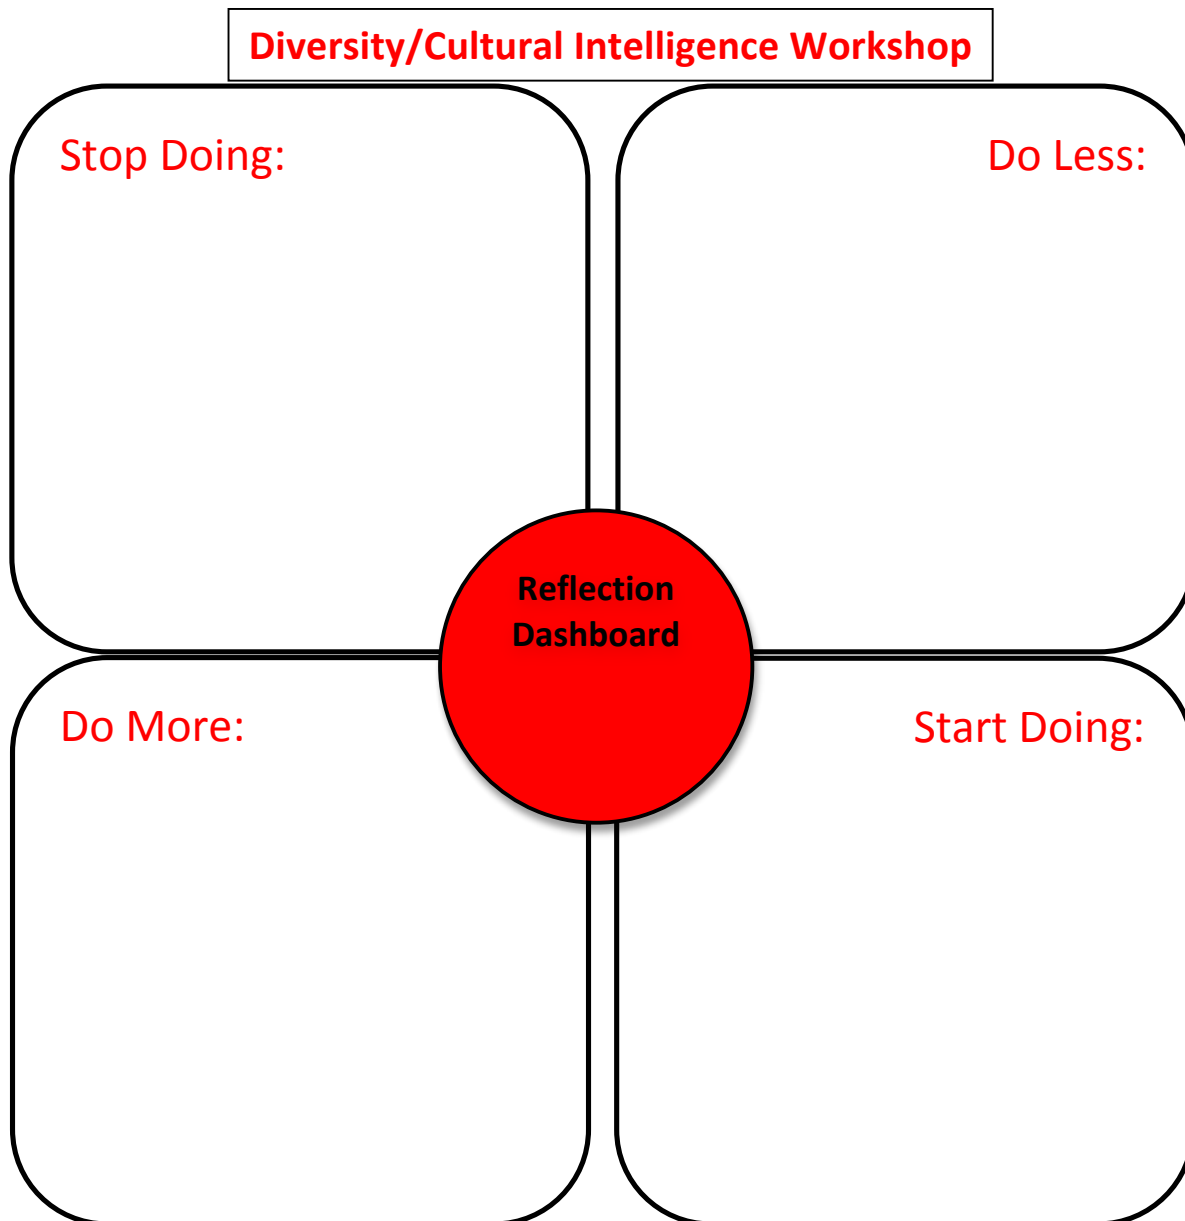 Diversity/Cultural Intelligence Workshop
Stop Doing:
Do Less:
Reflection
Dashboard
Do More:
Start Doing: